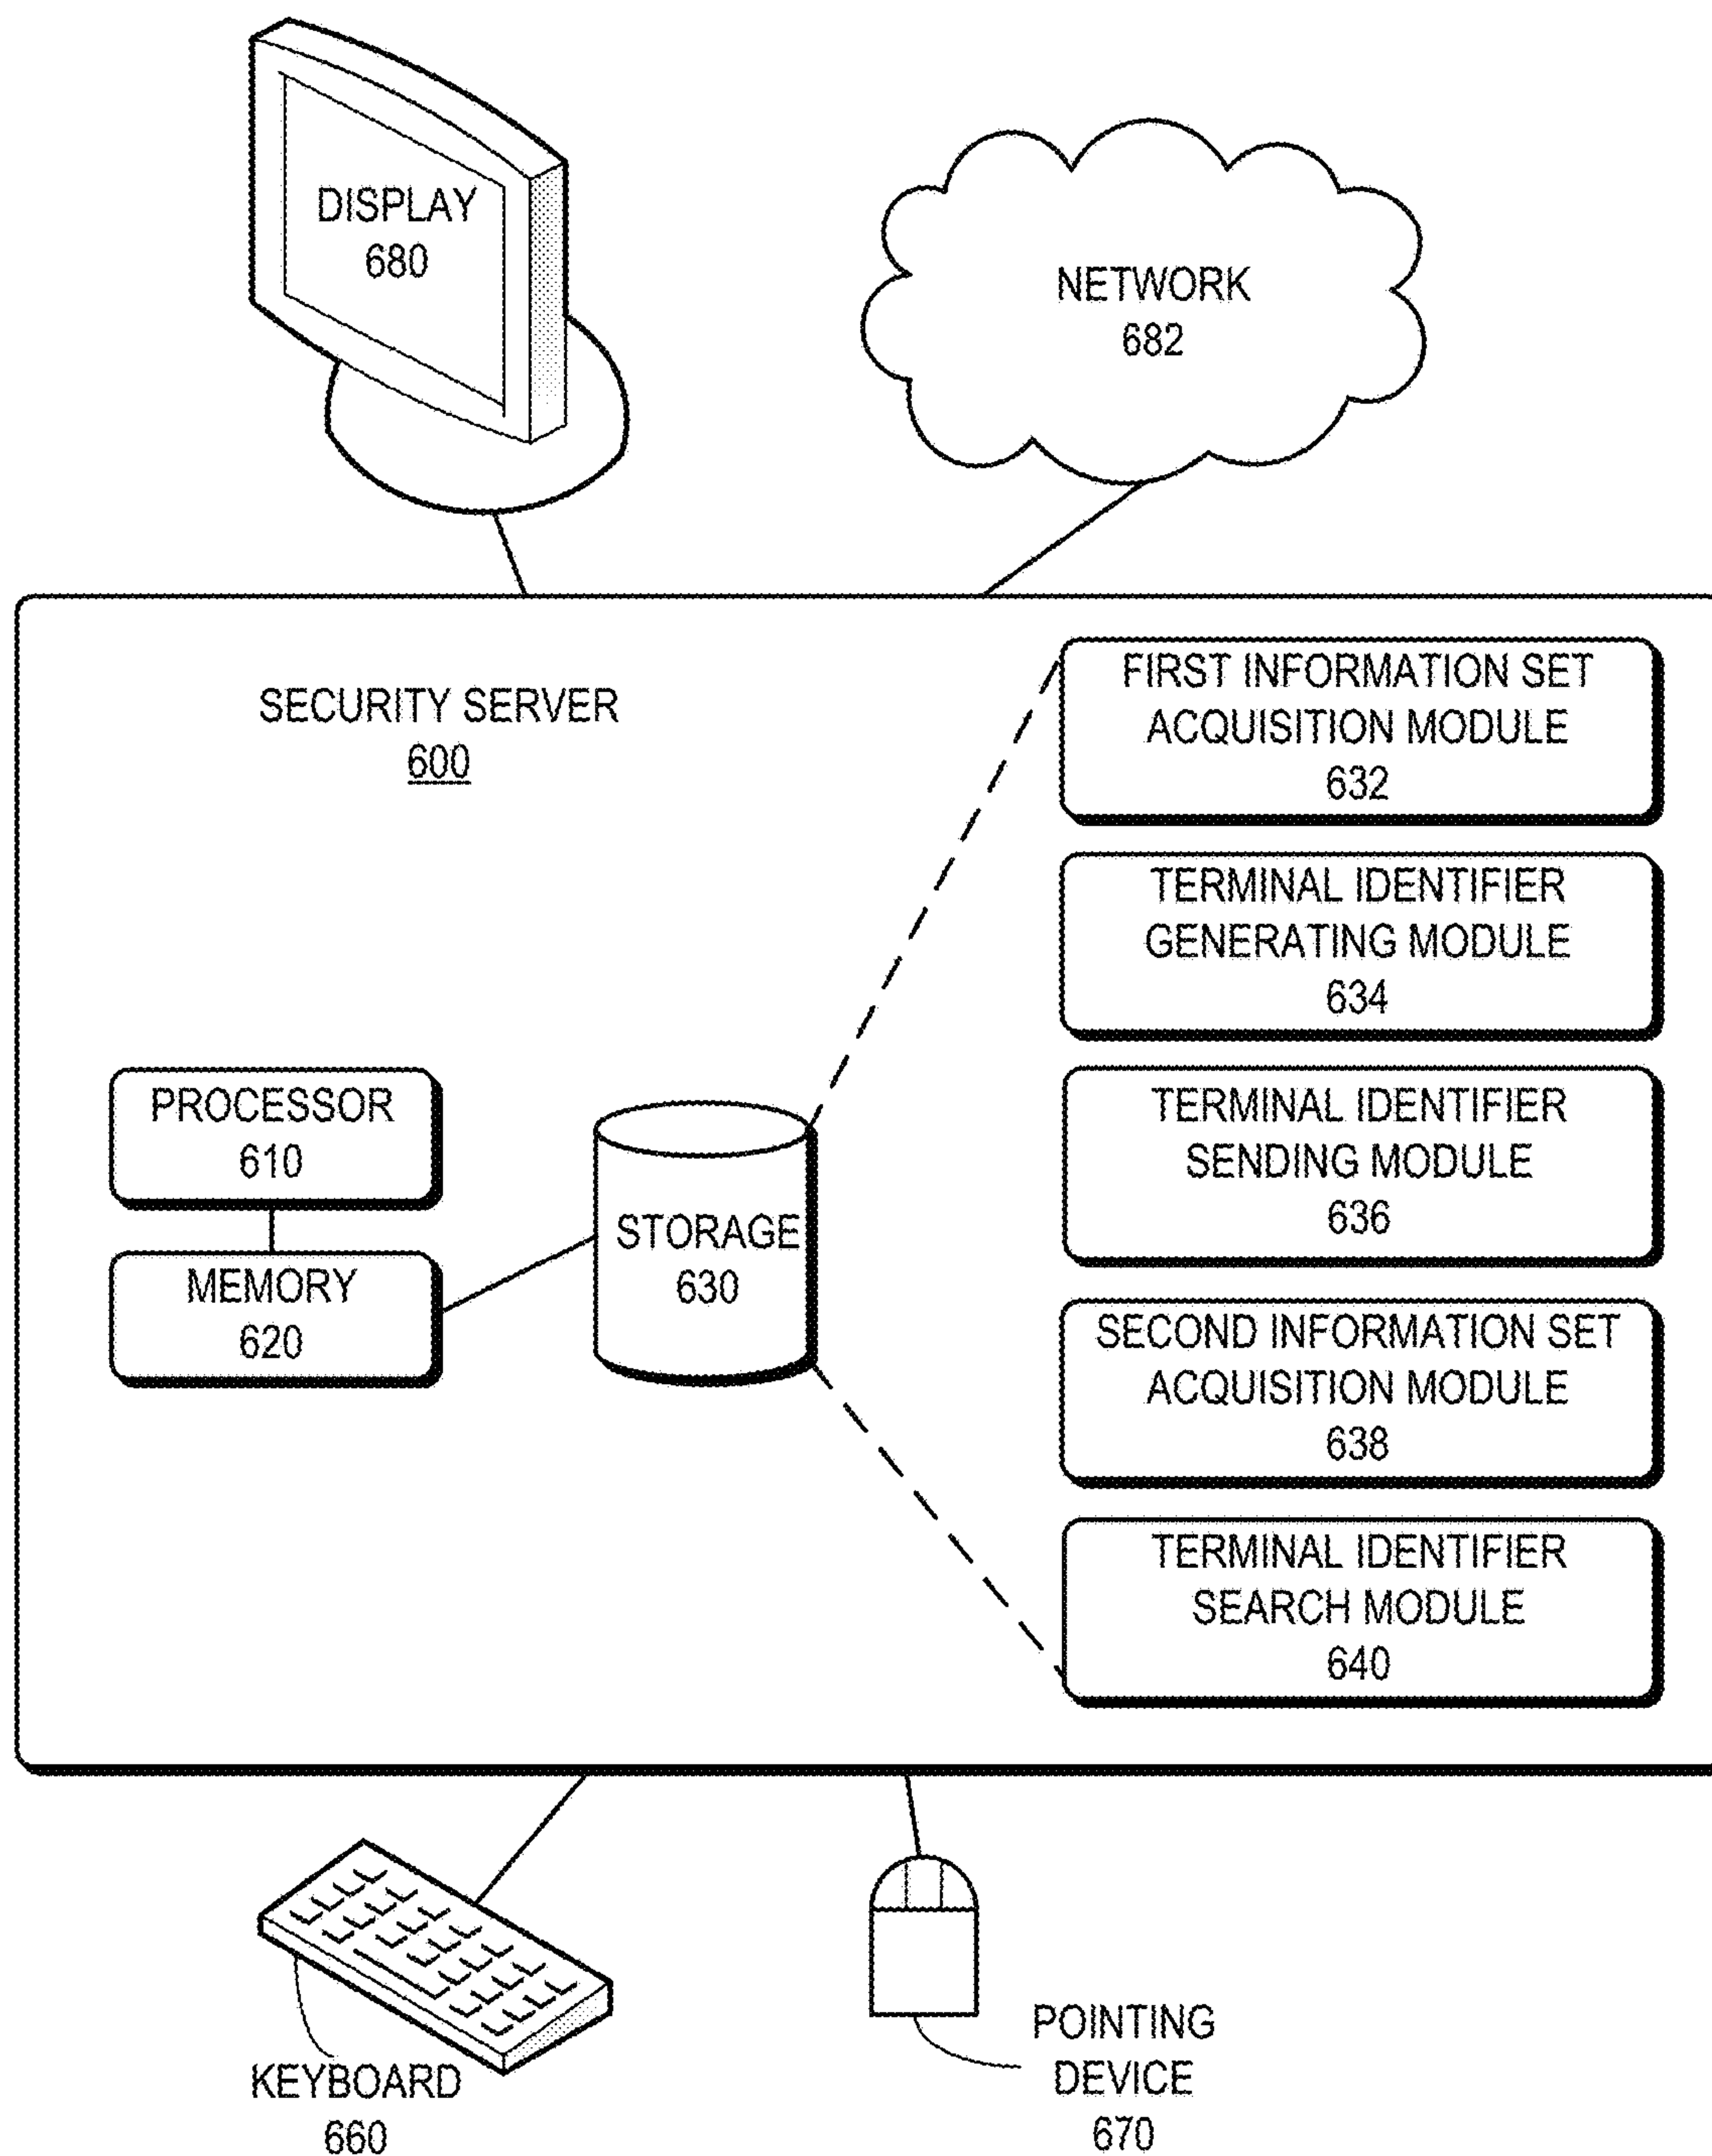 DISPLAY
680
NETWORK
682
SECURITY SERVER
600
FIRST INFORMATION SET
ACQUISITION MODULE
632
TERMINAL IDENTIFIER
GENERATING MODULE
634
PROCESSOR
610
MEMORY
620
STORAGE
630
TERMINAL IDENTIFIER
SENDING MODULE
636
SECOND INFORMATION SET
ACQUISITION MODULE
638
TERMINAL IDENTIFIER
SEARCH MODULE
640
KEYBOARD
660
POINTING
DEVICE
670